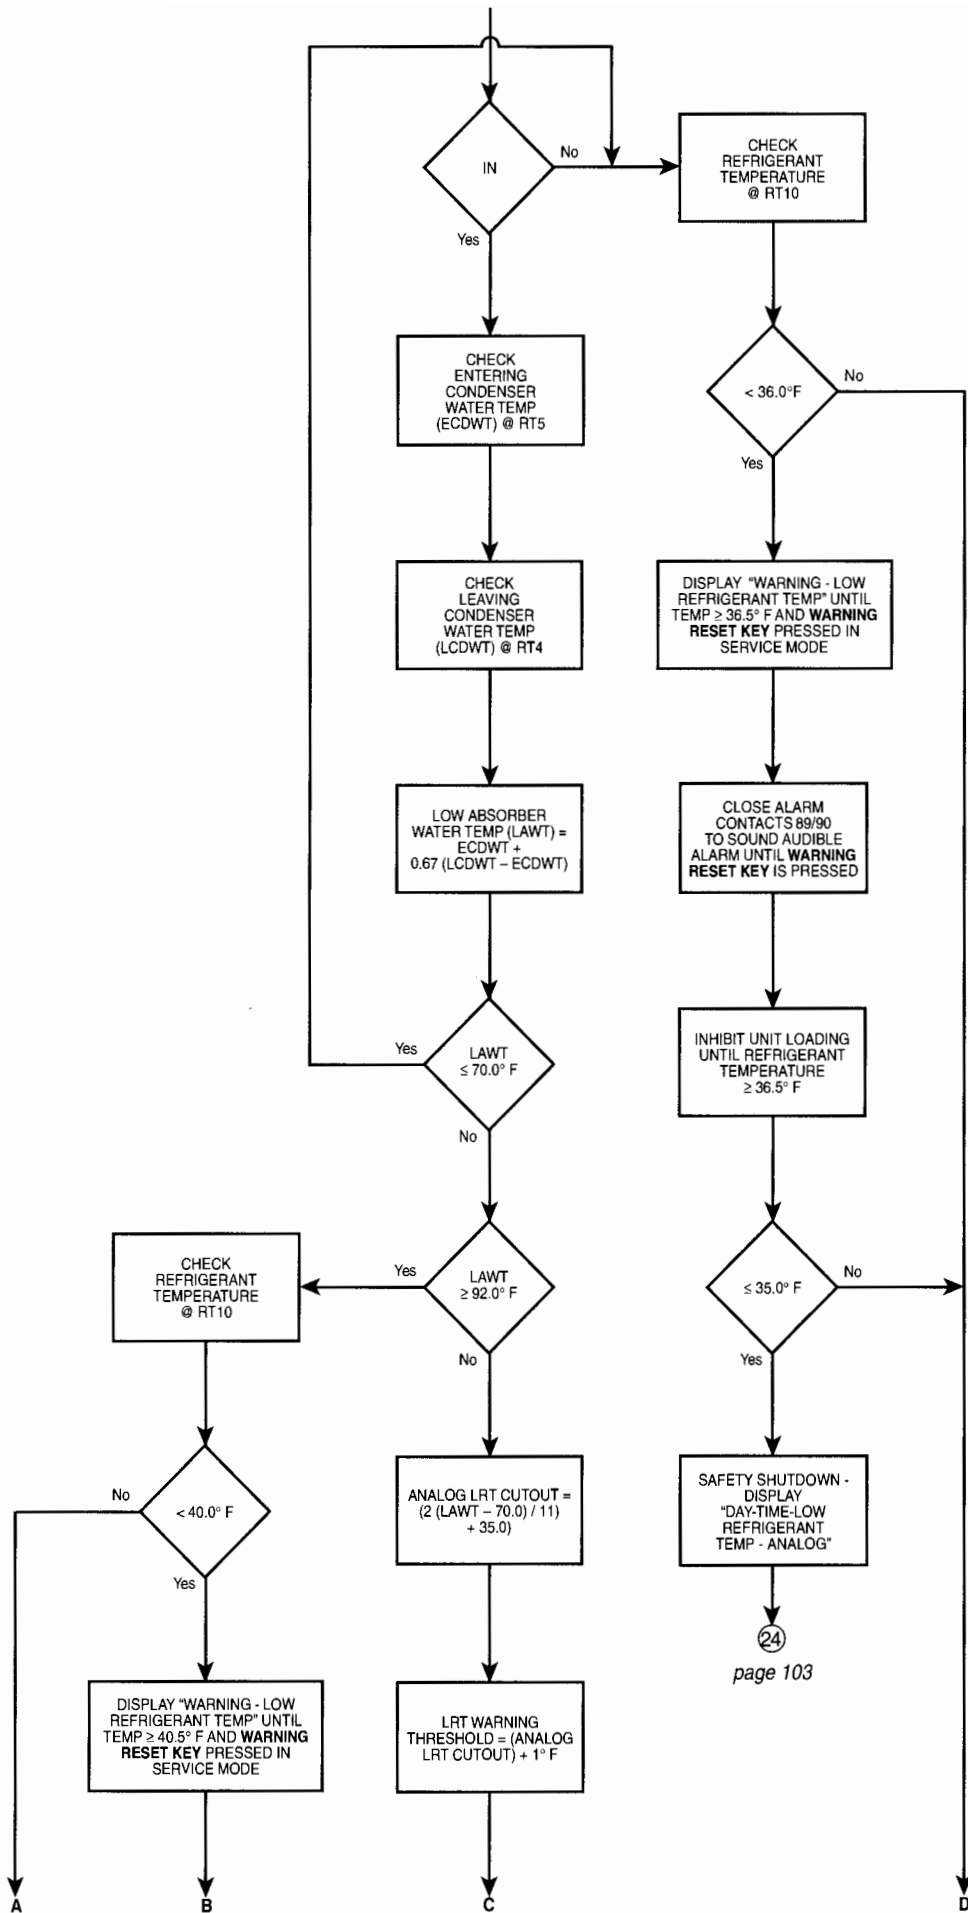 IN
No
Yes
CHECK
REFRIGERANT
TEMPERATURE
@ RT10
< 36.0°F
No
Yes
CHECK
ENTERING
CONDENSER
WATER TEMP
(ECDWT) @ RT5
CHECK
LEAVING
CONDENSER
WATER TEMP
(LCDWT) @ RT4
DISPLAY "WARNING - LOW
REFRIGERANT TEMP" UNTIL
TEMP ≥ 36.5° F AND WARNING
RESET KEY PRESSED IN
SERVICE MODE
LOW ABSORBER
WATER TEMP (LAWT) =
ECDWT +
0.67 (LCDWT – ECDWT)
CLOSE ALARM
CONTACTS 89/90
TO SOUND AUDIBLE
ALARM UNTIL WARNING
RESET KEY IS PRESSED
Yes
LAWT
≤ 70.0° F
No
INHIBIT UNIT LOADING
UNTIL REFRIGERANT
TEMPERATURE
≥ 36.5° F
CHECK
REFRIGERANT
TEMPERATURE
@ RT10
Yes
LAWT
≥ 92.0° F
No
≤ 35.0° F
No
Yes
No
< 40.0° F
Yes
ANALOG LRT CUTOUT =
(2 (LAWT – 70.0) / 11)
+ 35.0)
SAFETY SHUTDOWN -
DISPLAY
"DAY-TIME-LOW
REFRIGERANT
TEMP - ANALOG"
24
page 103
DISPLAY "WARNING - LOW
REFRIGERANT TEMP" UNTIL
TEMP ≥ 40.5° F AND WARNING
RESET KEY PRESSED IN
SERVICE MODE
LRT WARNING
THRESHOLD = (ANALOG
LRT CUTOUT) + 1° F
A
B
C
D